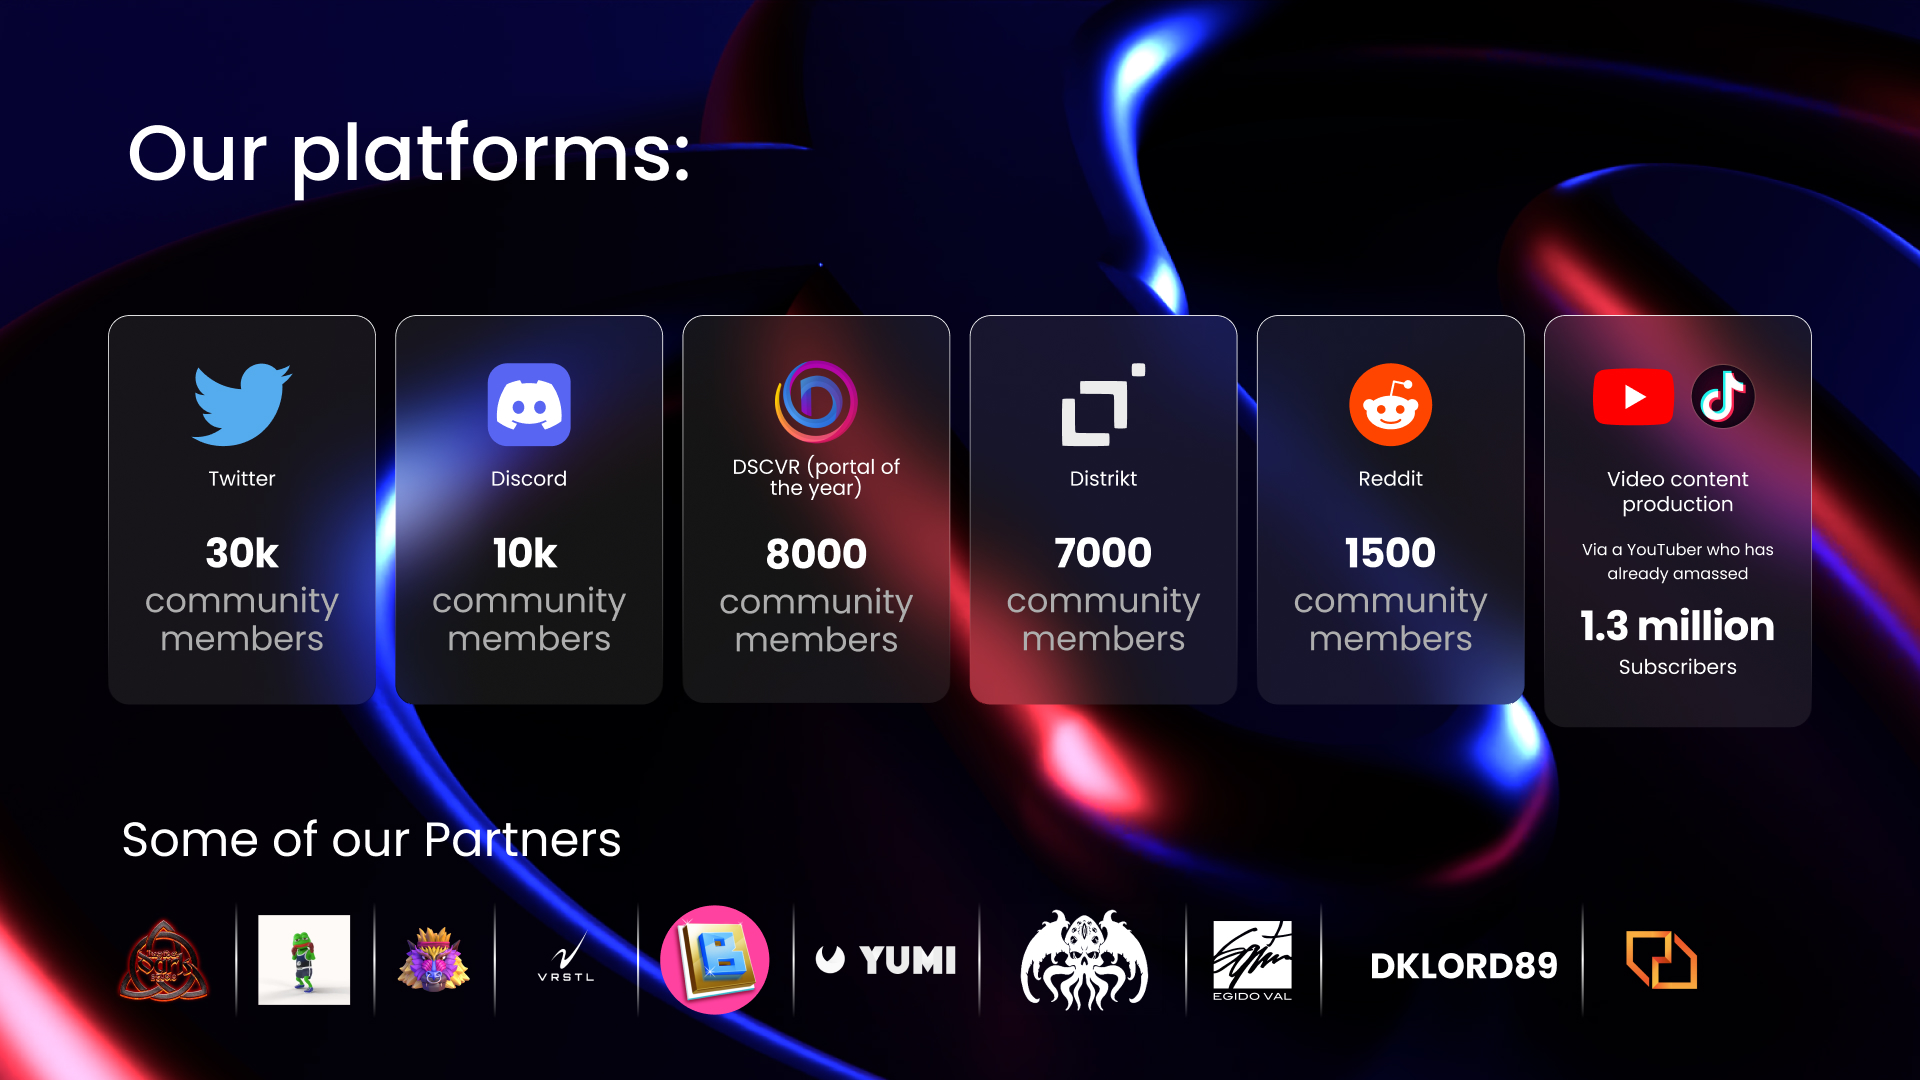 Our platforms:
Twitter
30k
community
members
Discord
10k
community
members
DSCVR (portal of
the year)
8000
community
members
Distrikt
7000
community
members
Reddit
1500
community
members
Video content
production
Via a YouTuber who has
already amassed
1.3 million
Subscribers
Some of our Partners
VRSTL
B
YUMI
EGIDO VAL
DKLORD89